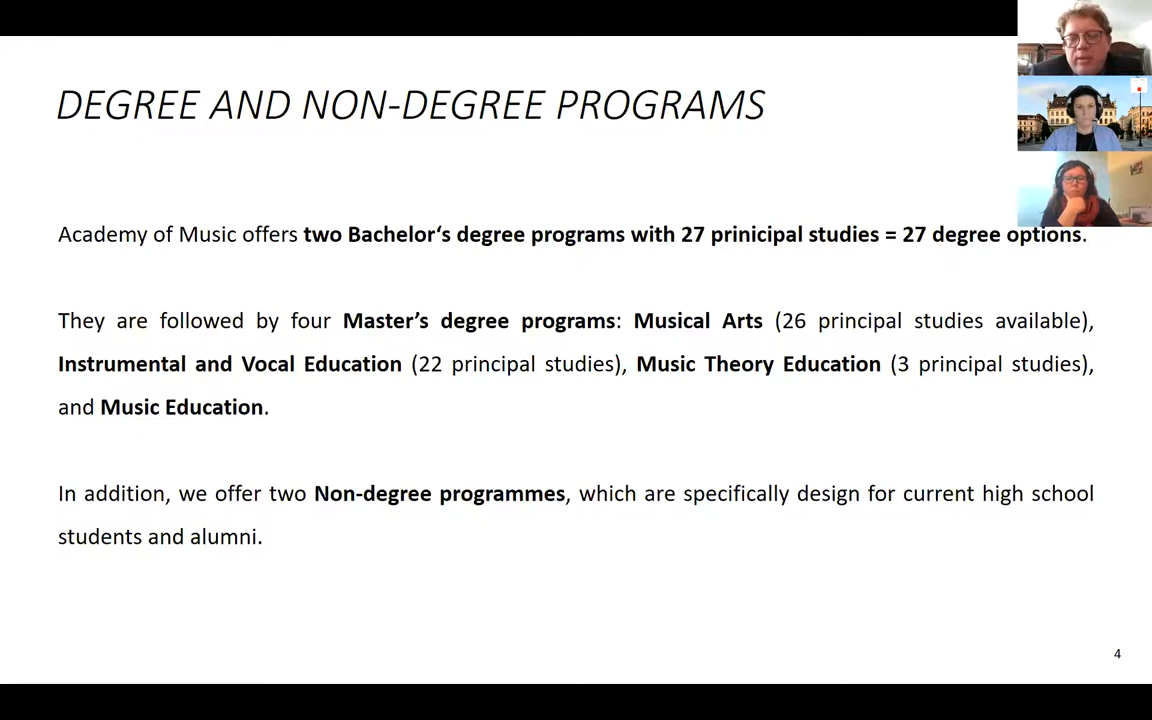 DEGREE AND NON-DEGREE PROGRAMS
Academy of Music offers two Bachelor‘s degree programs with 27 prinicipal studies = 27 degree options.
They are followed by four Master’s degree programs: Musical Arts (26 principal studies available),
Instrumental and Vocal Education (22 principal studies), Music Theory Education (3 principal studies),
and Music Education.
In addition, we offer two Non-degree programmes, which are specifically design for current high school
students and alumni.
4